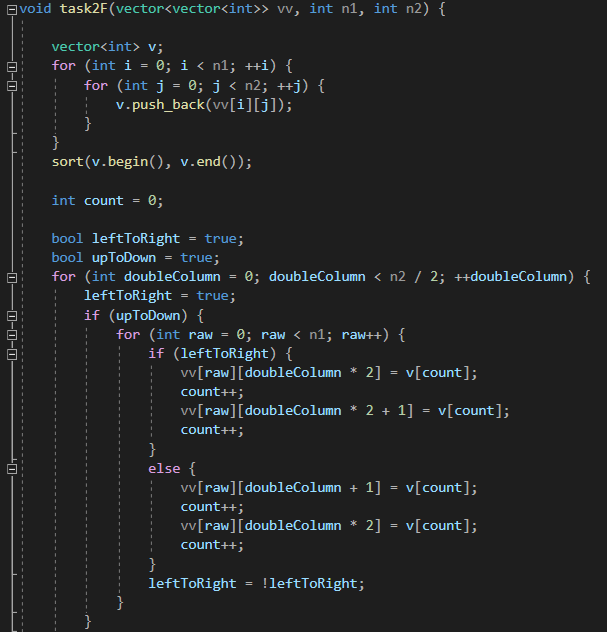 void task2F(vector<vector<int>> vv, int n1, int n2) {
vector<int> v;
for (int i = 0; i < n1; ++i) {
for (int j = 0; j < n2; ++j) {
v.push_back(vv[i][j]);
}
}
sort(v.begin(), v.end());
int count = 0;
bool leftToRight = true;
bool upToDown = true;
for (int doubleColumn = 0; doubleColumn < n2 / 2; ++doubleColumn) {
leftToRight = true;
if (upToDown) {
for (int raw = 0; raw < n1; raw++) {
if (leftToRight) {
vv[raw][doubleColumn * 2] = v[count];
count++;
vv[raw][doubleColumn * 2 + 1] = v[count];
count++;
}
else {
vv[raw][doubleColumn + 1] = v[count];
count++;
vv[raw][doubleColumn * 2] = v[count];
count++;
}
leftToRight = !leftToRight;
}
}